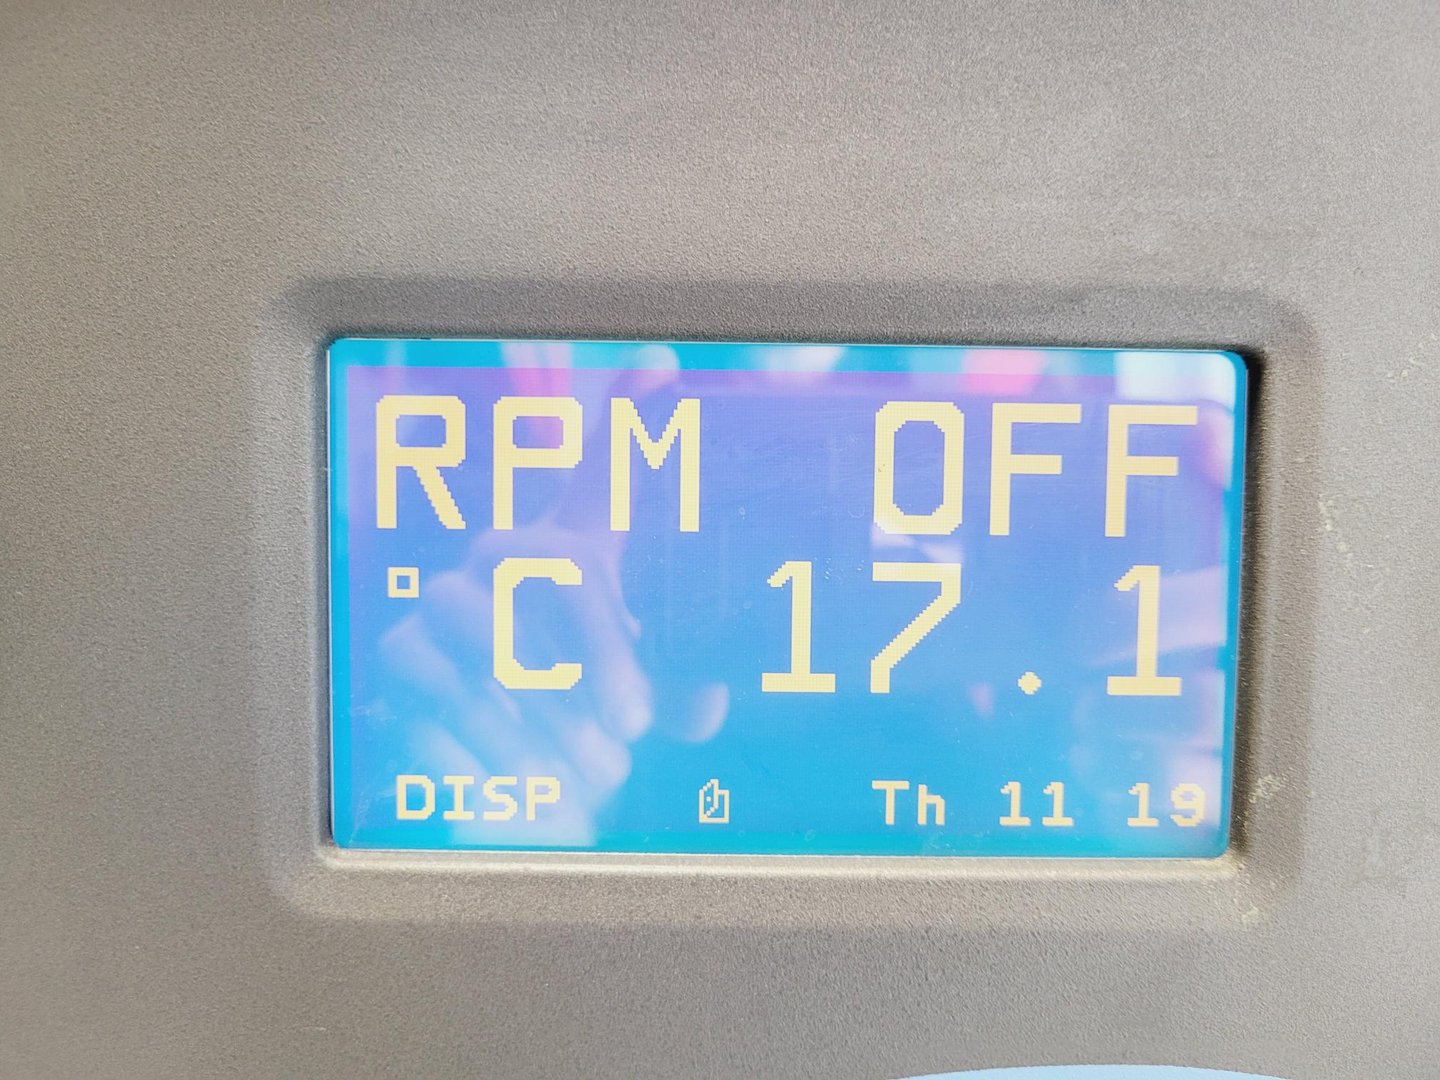 RPM OFF
°C 17.1
DISP Th 11 19